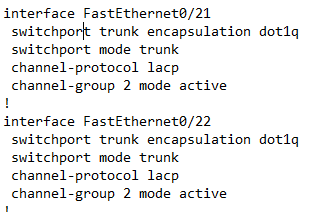 interface FastEthernet0/21
 switchport trunk encapsulation dot1q
 switchport mode trunk
 channel-protocol lacp
 channel-group 2 mode active
!
interface FastEthernet0/22
 switchport trunk encapsulation dot1q
 switchport mode trunk
 channel-protocol lacp
 channel-group 2 mode active
!